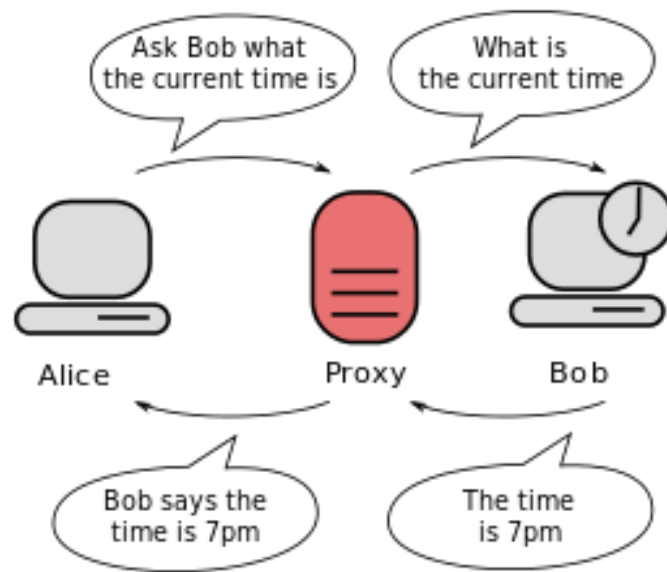 Ask Bob what
the current time is
What is
the current time
Alice
Proxy
Bob
Bob says the
time is 7pm
The time
is 7pm